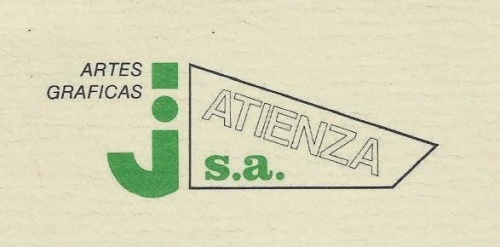 ARTES
GRAFICAS
j
ATIENZA
s.a.